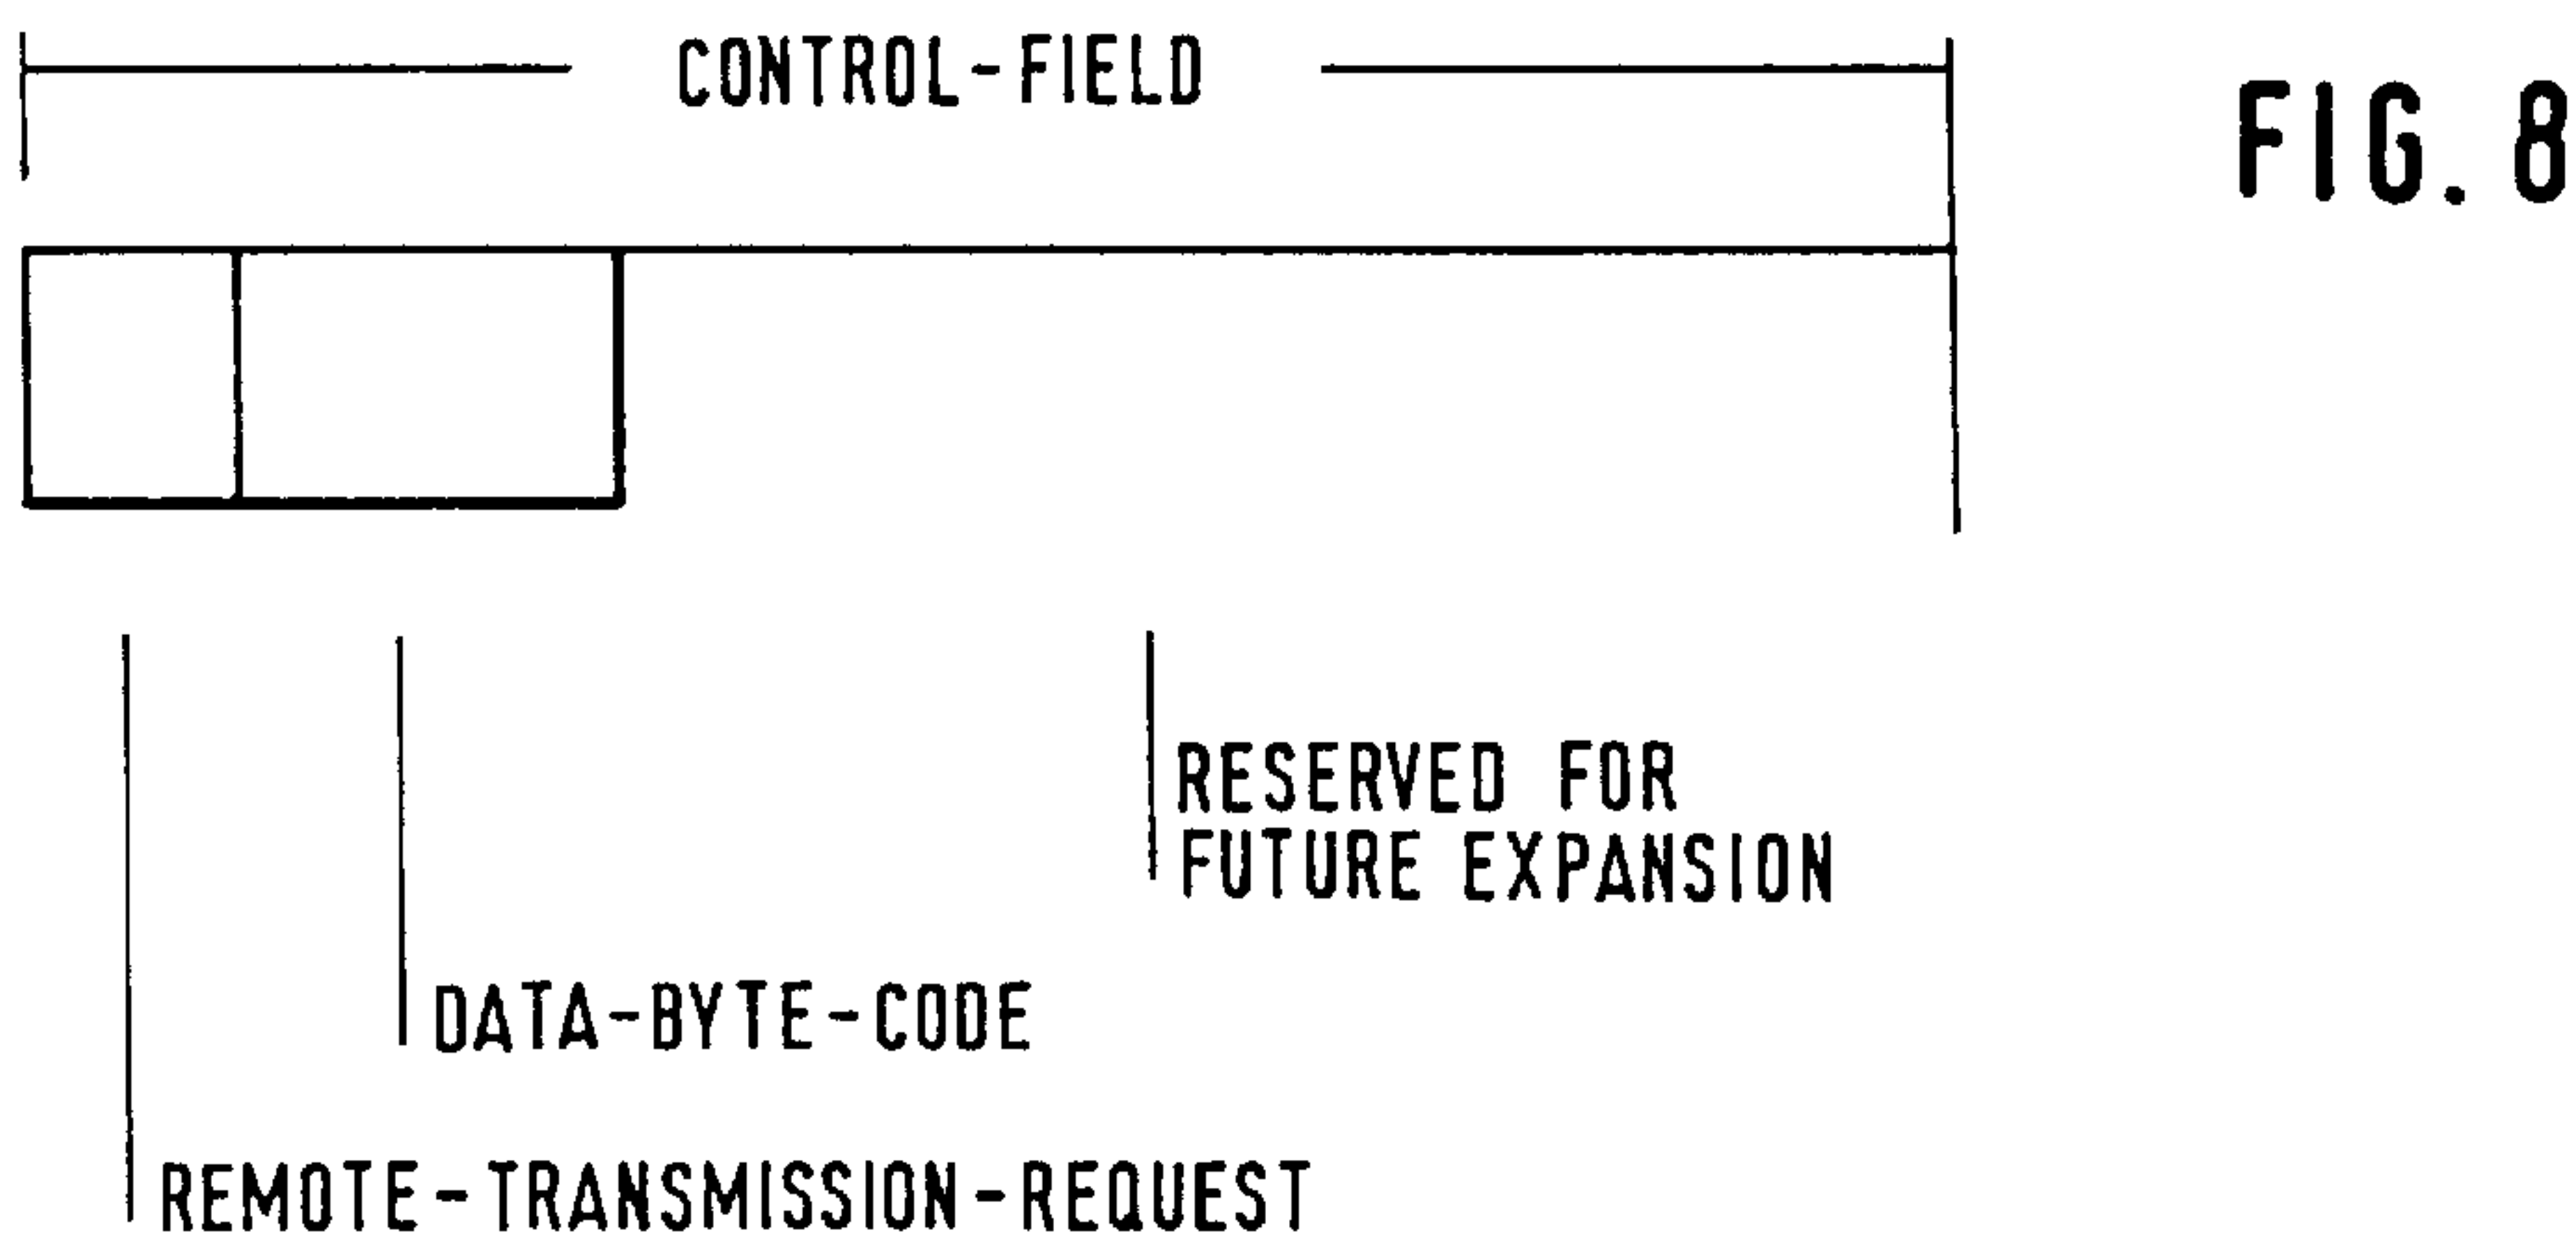 CONTROL-FIELD
FIG. 8
RESERVED FOR
FUTURE EXPANSION
DATA-BYTE-CODE
REMOTE-TRANSMISSION-REQUEST